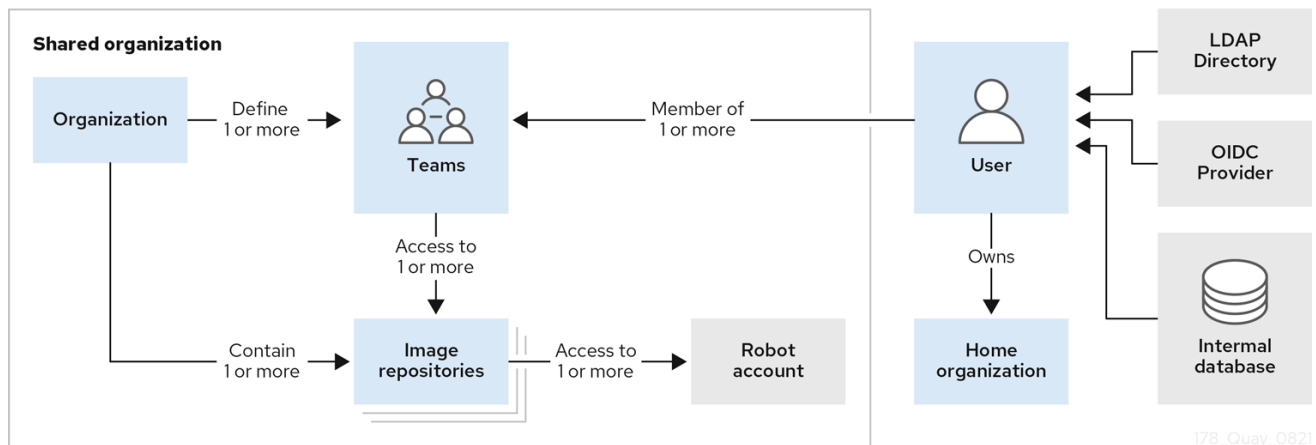 Shared organization
Organization
Define
1 or more
Teams
Member of
1 or more
User
LDAP
Directory
OIDC
Provider
Access to
1 or more
Owns
Contain
1 or more
Image
repositories
Access to
1 or more
Robot
account
Home
organization
Intermal
database
178_Quay_0821